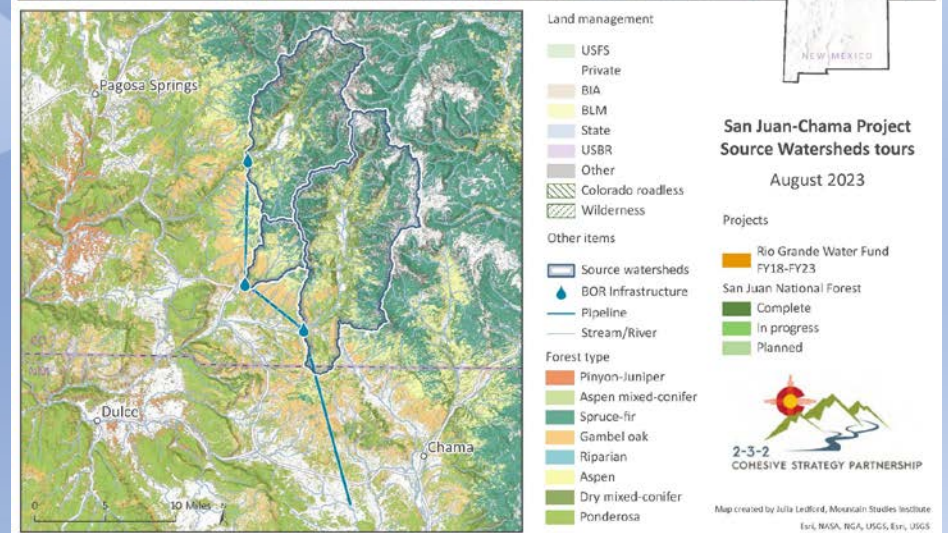 Pagosa Springs
CO
NM
Dulce
Chama
0 5 10 Miles
Land management
USFS
Private
BIA
BLM
State
USBR
Other
Colorado roadless
Wilderness
Other items
Source watersheds
BOR Infrastructure
Pipeline
Stream/River
Forest type
Pinyon-Juniper
Aspen mixed-conifer
Spruce-fir
Gambel oak
Riparian
Aspen
Dry mixed-conifer
Ponderosa
NEW MEXICO
San Juan-Chama Project
Source Watersheds tours
August 2023
Projects
Rio Grande Water Fund
FY18-FY23
San Juan National Forest
Complete
In progress
Planned
2-3-2
COHESIVE STRATEGY PARTNERSHIP
Map created by Julia Ledford, Mountain Studies Institute
Esri, NASA, NGA, USGS, Esri, USGS